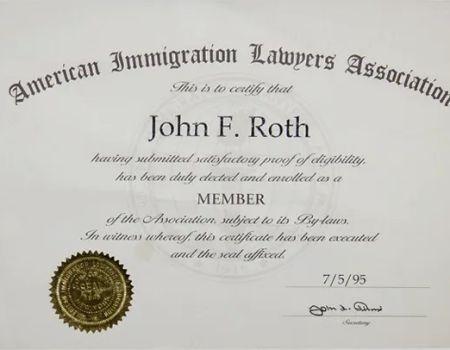 American Immigration Lawyers Association
This is to certify that
John F. Roth
having submitted satisfactory proof of eligibility,
has been duly elected and enrolled as a
MEMBER
of the Association, subject to its By-laws.
In witness whereof, this certificate has been executed
and the seal affixed.
7/5/95
Secretary